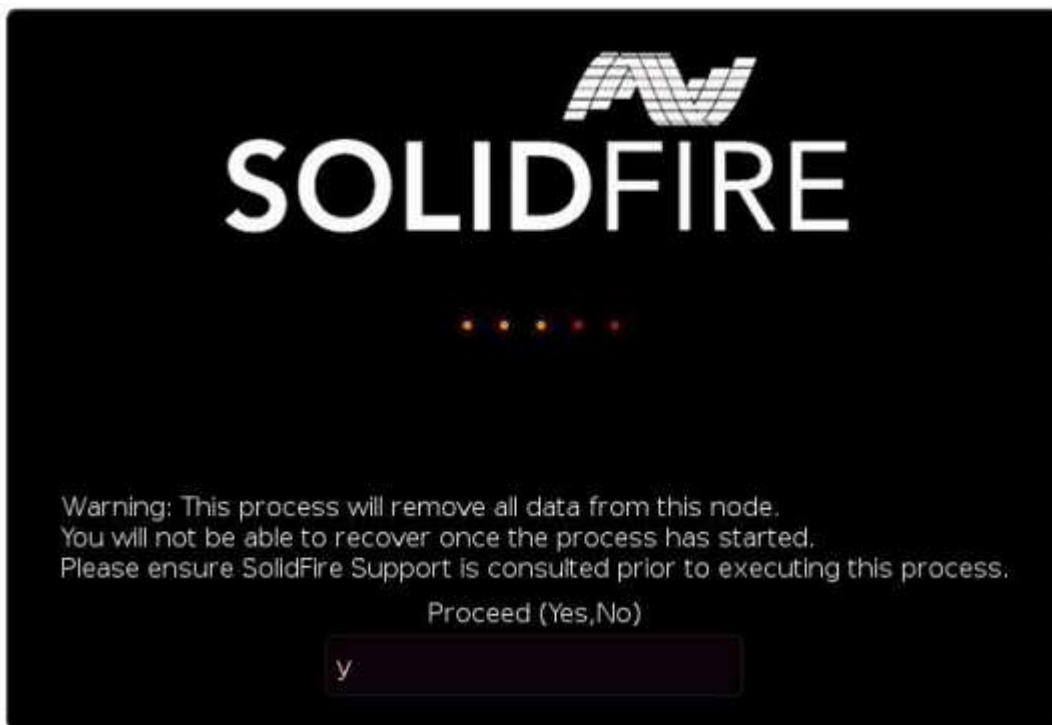 SOLIDFIRE
Warning: This process will remove all data from this node.
You will not be able to recover once the process has started.
Please ensure SolidFire Support is consulted prior to executing this process.
Proceed (Yes,No)
y